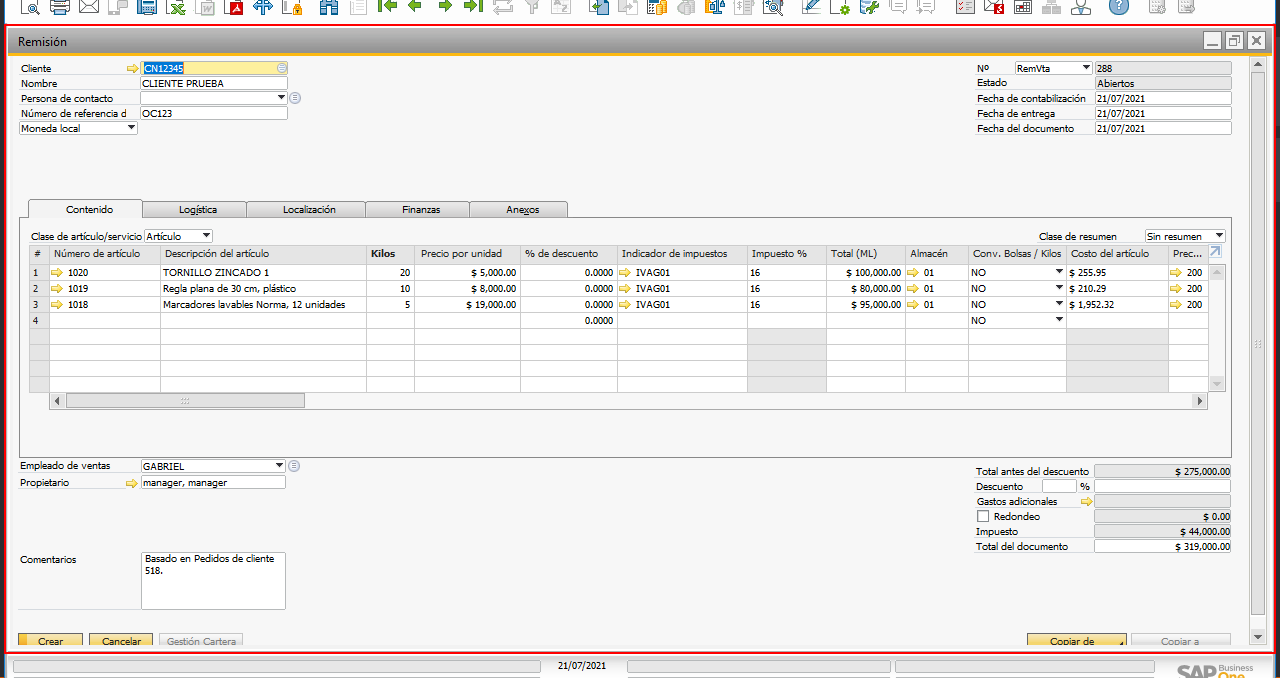 Remisión
Cliente CN12345
Nombre CLIENTE PRUEBA
Persona de contacto
Número de referencia d OC123
Moneda local
Nº RemVta 288
Estado Abiertos
Fecha de contabilización 21/07/2021
Fecha de entrega 21/07/2021
Fecha del documento 21/07/2021
Contenido Logística Localización Finanzas Anexos
Clase de artículo/servicio Artículo Clase de resumen Sin resumen
# Número de artículo Descripción del artículo Kilos Precio por unidad % de descuento Indicador de impuestos Impuesto % Total (ML) Almacén Conv. Bolsas / Kilos Costo del artículo Prec...
1 1020 TORNILLO ZINCADO 1 20 $ 5,000.00 0.0000 IVAG01 16 $ 100,000.00 01 NO $ 255.95 200
2 1019 Regla plana de 30 cm, plástico 10 $ 8,000.00 0.0000 IVAG01 16 $ 80,000.00 01 NO $ 210.29 200
3 1018 Marcadores lavables Norma, 12 unidades 5 $ 19,000.00 0.0000 IVAG01 16 $ 95,000.00 01 NO $ 1,952.32 200
4 0.0000 NO
Empleado de ventas GABRIEL
Propietario manager, manager
Total antes del descuento $ 275,000.00
Descuento %
Gastos adicionales
Redondeo $ 0.00
Impuesto $ 44,000.00
Total del documento $ 319,000.00
Comentarios Basado en Pedidos de cliente
518.
Crear Cancelar Gestión Cartera Copiar de Copiar a
21/07/2021
SAP Business
One